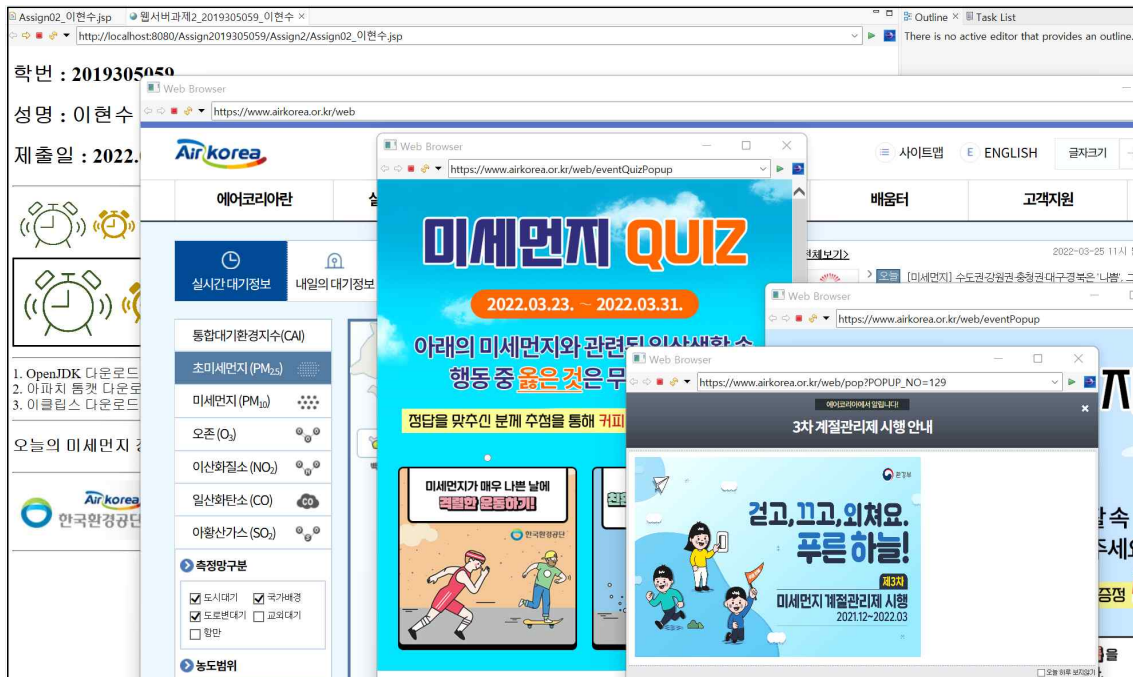 Assign02_이현수.jsp
웹서버과제2_2019305059_이현수
http://localhost:8080/Assign2019305059/Assign2/Assign02_이현수.jsp
Outline
Task List
There is no active editor that provides an outline.
학번 : 2019305059
성명 : 이현수
제출일 : 2022.
1. OpenJDK 다운로드
2. 아파치 톰캣 다운로
3. 이클립스 다운로드
오늘의 미세먼지
Air korea
한국환경공단
Web Browser
https://www.airkorea.or.kr/web
Air korea
사이트맵
E ENGLISH
글자크기
에어코리아란
배움터
고객지원
실시간 대기정보
내일의 대기정보
전체보기>
2022-03-25 11시
오늘
[미세먼지] 수도권·강원권·충청권·대구·경북은 '나쁨',
통합대기환경지수(CAI)
초미세먼지 (PM2.5)
미세먼지 (PM10)
오존 (O3)
이산화질소 (NO2)
일산화탄소 (CO)
CO
아황산가스 (SO2)
측정망구분
도시대기
국가배경
도로변대기
교외대기
항만
농도범위
Web Browser
https://www.airkorea.or.kr/web/eventQuizPopup
미세먼지 QUIZ
2022.03.23. ~ 2022.03.31.
아래의 미세먼지와 관련된 일상생활 속
행동 중 옳은 것은 무
정답을 맞추신 분께 추첨을 통해 커피
미세먼지가 매우 나쁜 날에
격렬한 운동하기!
한국환경공단
Web Browser
https://www.airkorea.or.kr/web/eventPopup
Web Browser
https://www.airkorea.or.kr/web/pop?POPUP_NO=129
에어코리아에서 알립니다!
3차 계절관리제 시행 안내
환경부
걷고, 끄고, 외쳐요.
푸른 하늘!
제3차
미세먼지 계절관리제 시행
2021.12~2022.03
오늘 하루 보지않기
증정